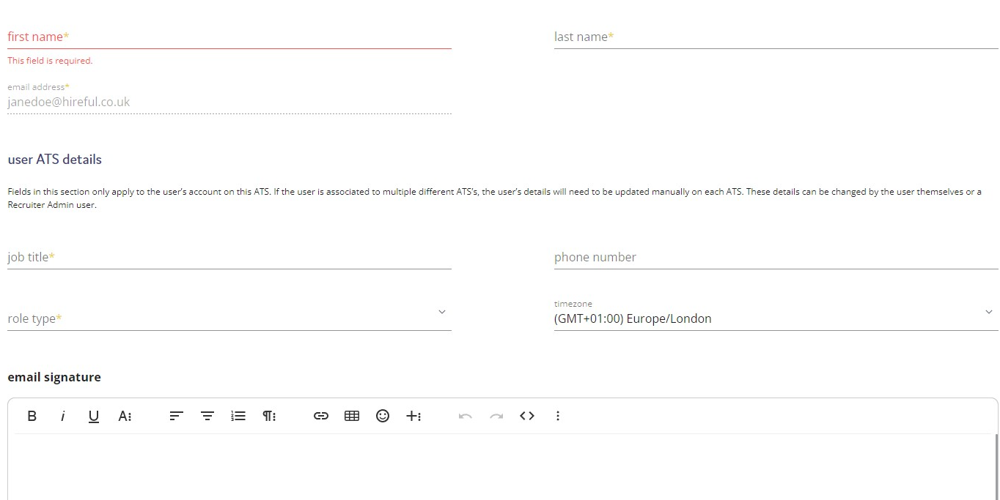 first name*
last name*
This field is required.
email address*
janedoe@hireful.co.uk
user ATS details
Fields in this section only apply to the user's account on this ATS. If the user is associated to multiple different ATS's, the user's details will need to be updated manually on each ATS. These details can be changed by the user themselves or a
Recruiter Admin user.
job title*
phone number
role type*
timezone
(GMT+01:00) Europe/London
email signature
B i U A